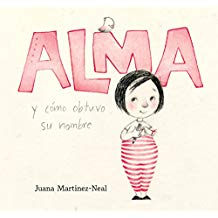 ALMA
y cómo obtuvo
su nombre
Juana Martinez-Neal